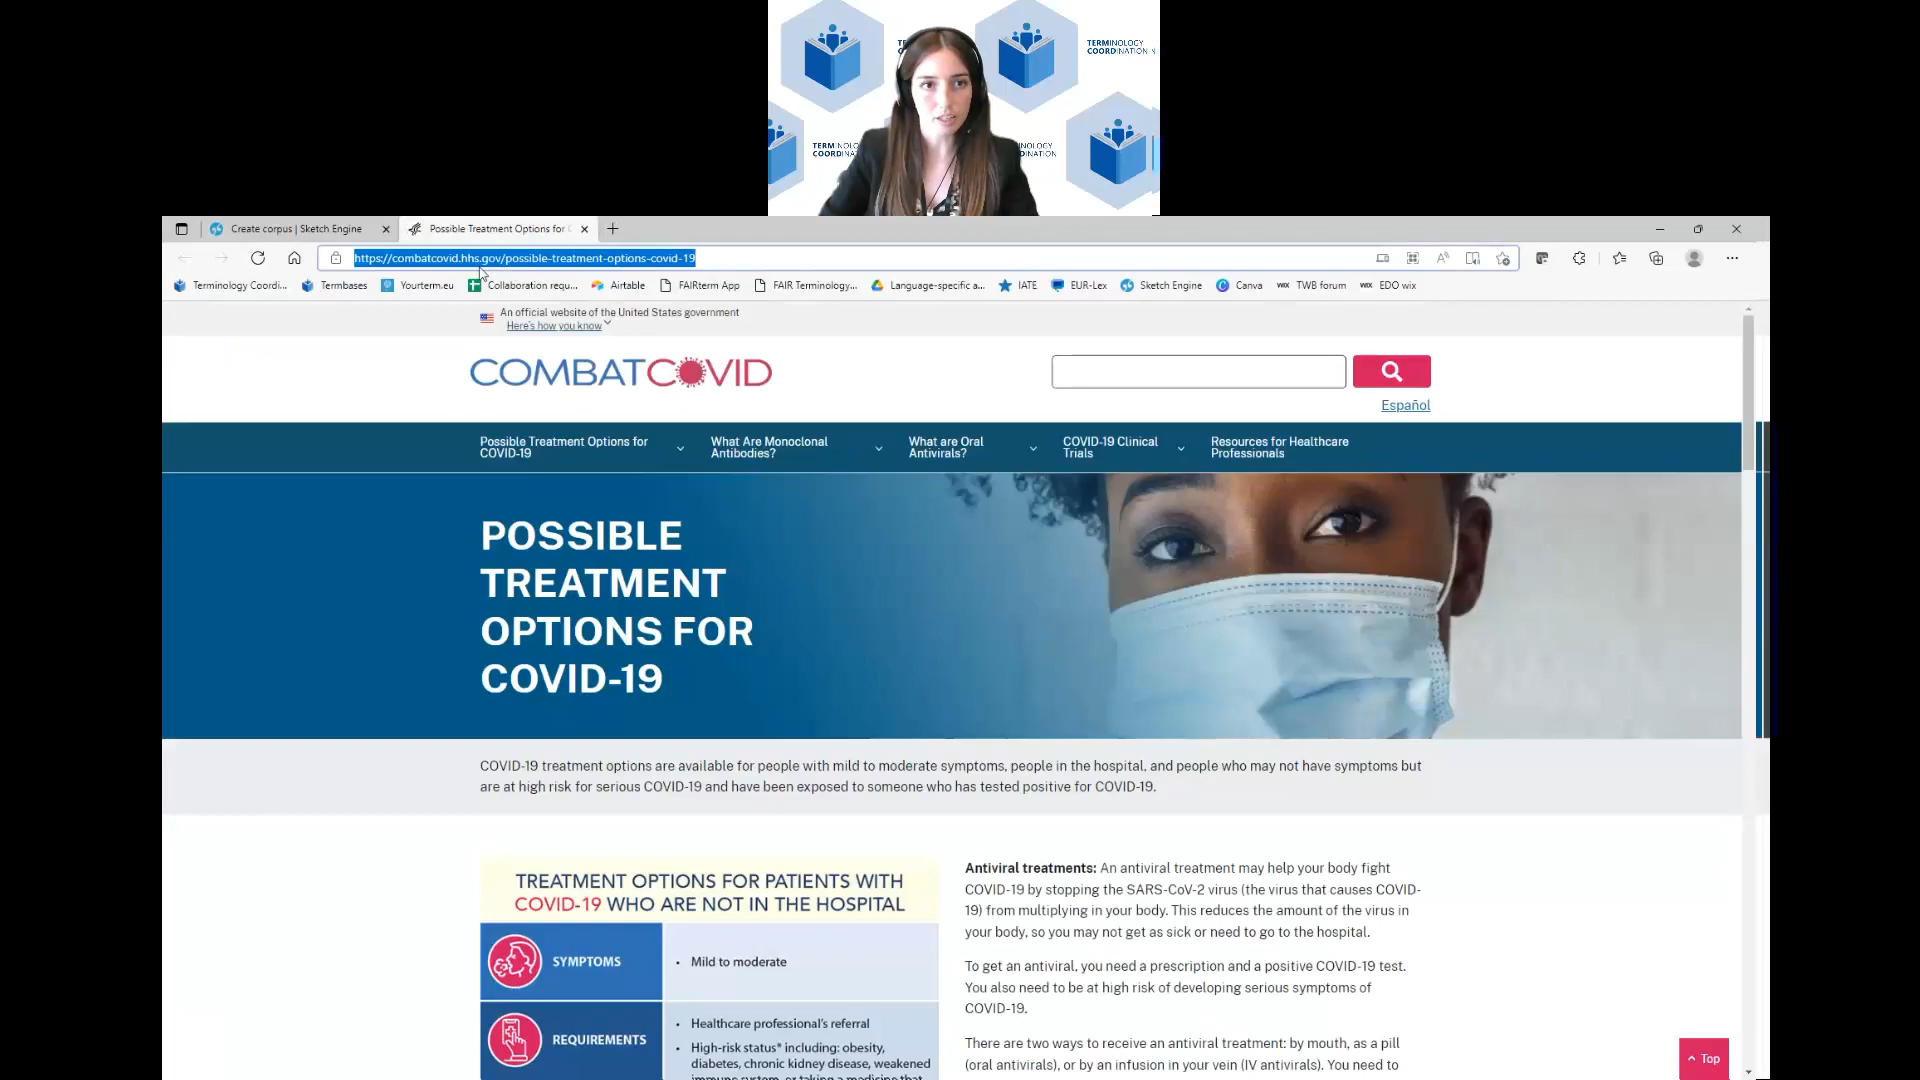 TERMINOLOGY
COORDINATION
Create corpus | Sketch Engine
Possible Treatment Options for
https://combatcovid.hhs.gov/possible-treatment-options-covid-19
Terminology Coordi...
Termbases
Yourterm.eu
Collaboration requ...
Airtable
FAIRterm App
FAIR Terminology...
Language-specific a...
IATE
EUR-Lex
Sketch Engine
Canva
TWB forum
EDO wix
An official website of the United States government
Here's how you know
COMBATCOVID
Español
Possible Treatment Options for
COVID-19
What Are Monoclonal
Antibodies?
What are Oral
Antivirals?
COVID-19 Clinical
Trials
Resources for Healthcare
Professionals
POSSIBLE
TREATMENT
OPTIONS FOR
COVID-19
COVID-19 treatment options are available for people with mild to moderate symptoms, people in the hospital, and people who may not have symptoms but
are at high risk for serious COVID-19 and have been exposed to someone who has tested positive for COVID-19.
TREATMENT OPTIONS FOR PATIENTS WITH
COVID-19 WHO ARE NOT IN THE HOSPITAL
SYMPTOMS
• Mild to moderate
REQUIREMENTS
• Healthcare professional's referral
• High-risk status* including: obesity,
diabetes, chronic kidney disease, weakened
immune system, or taking a medicine that
Antiviral treatments: An antiviral treatment may help your body fight
COVID-19 by stopping the SARS-CoV-2 virus (the virus that causes COVID-
19) from multiplying in your body. This reduces the amount of the virus in
your body, so you may not get as sick or need to go to the hospital.
To get an antiviral, you need a prescription and a positive COVID-19 test.
You also need to be at high risk of developing serious symptoms of
COVID-19.
There are two ways to receive an antiviral treatment: by mouth, as a pill
(oral antivirals), or by an infusion in your vein (IV antivirals). You need to
Top